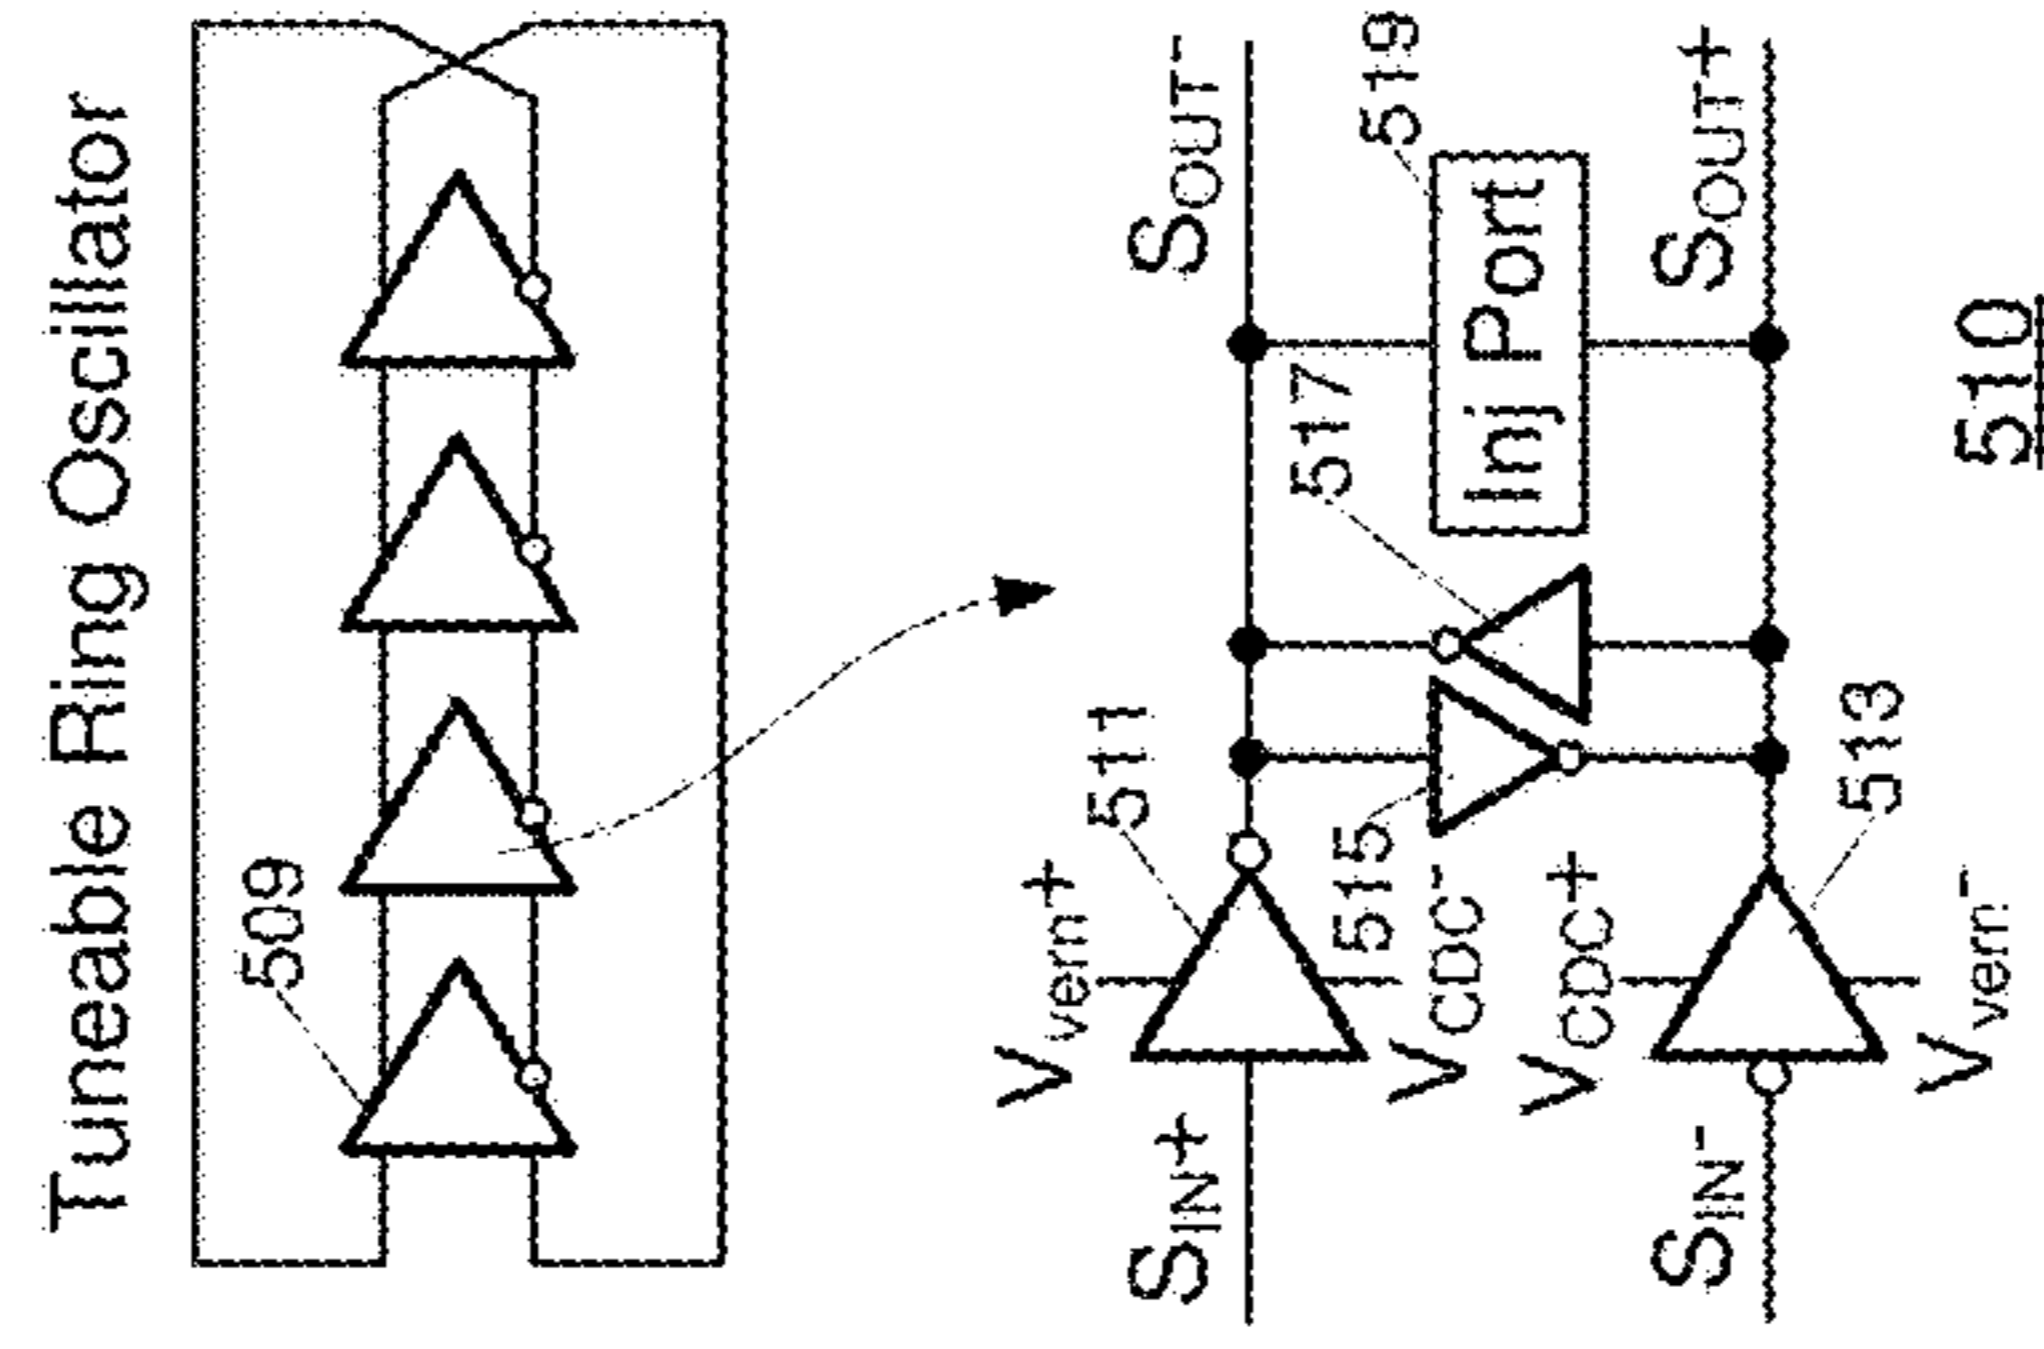 Tuneable Ring Oscillator
509
Vvern+
511
517
519
SIN+
SOUT-
515
VCDC-
Inj Port
VCDC+
SIN-
SOUT+
Vvern-
513
510